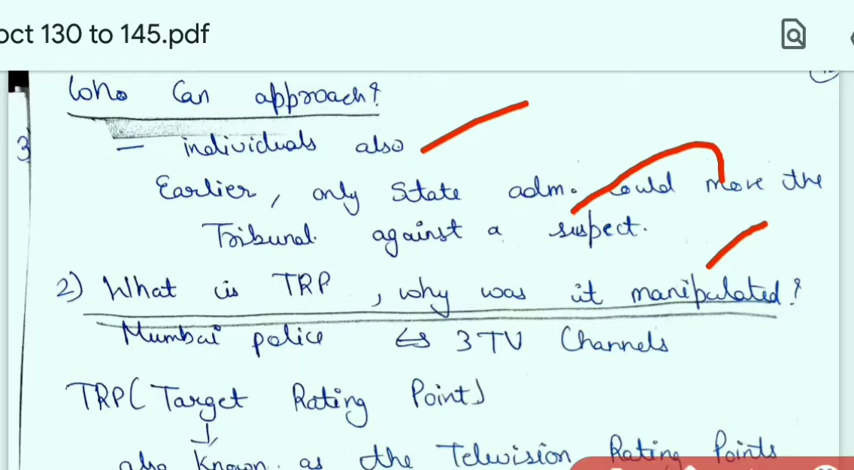 oct 130 to 145.pdf
Who Can approach?
3 — individuals also
Earlier, only State adm. could move the
Tribunal against a suspect.
2) What is TRP, why was it manipulated?
Mumbai police ↔ 3 TV Channels
TRP (Target Rating Point)
↓
also known as the Television Rating Points